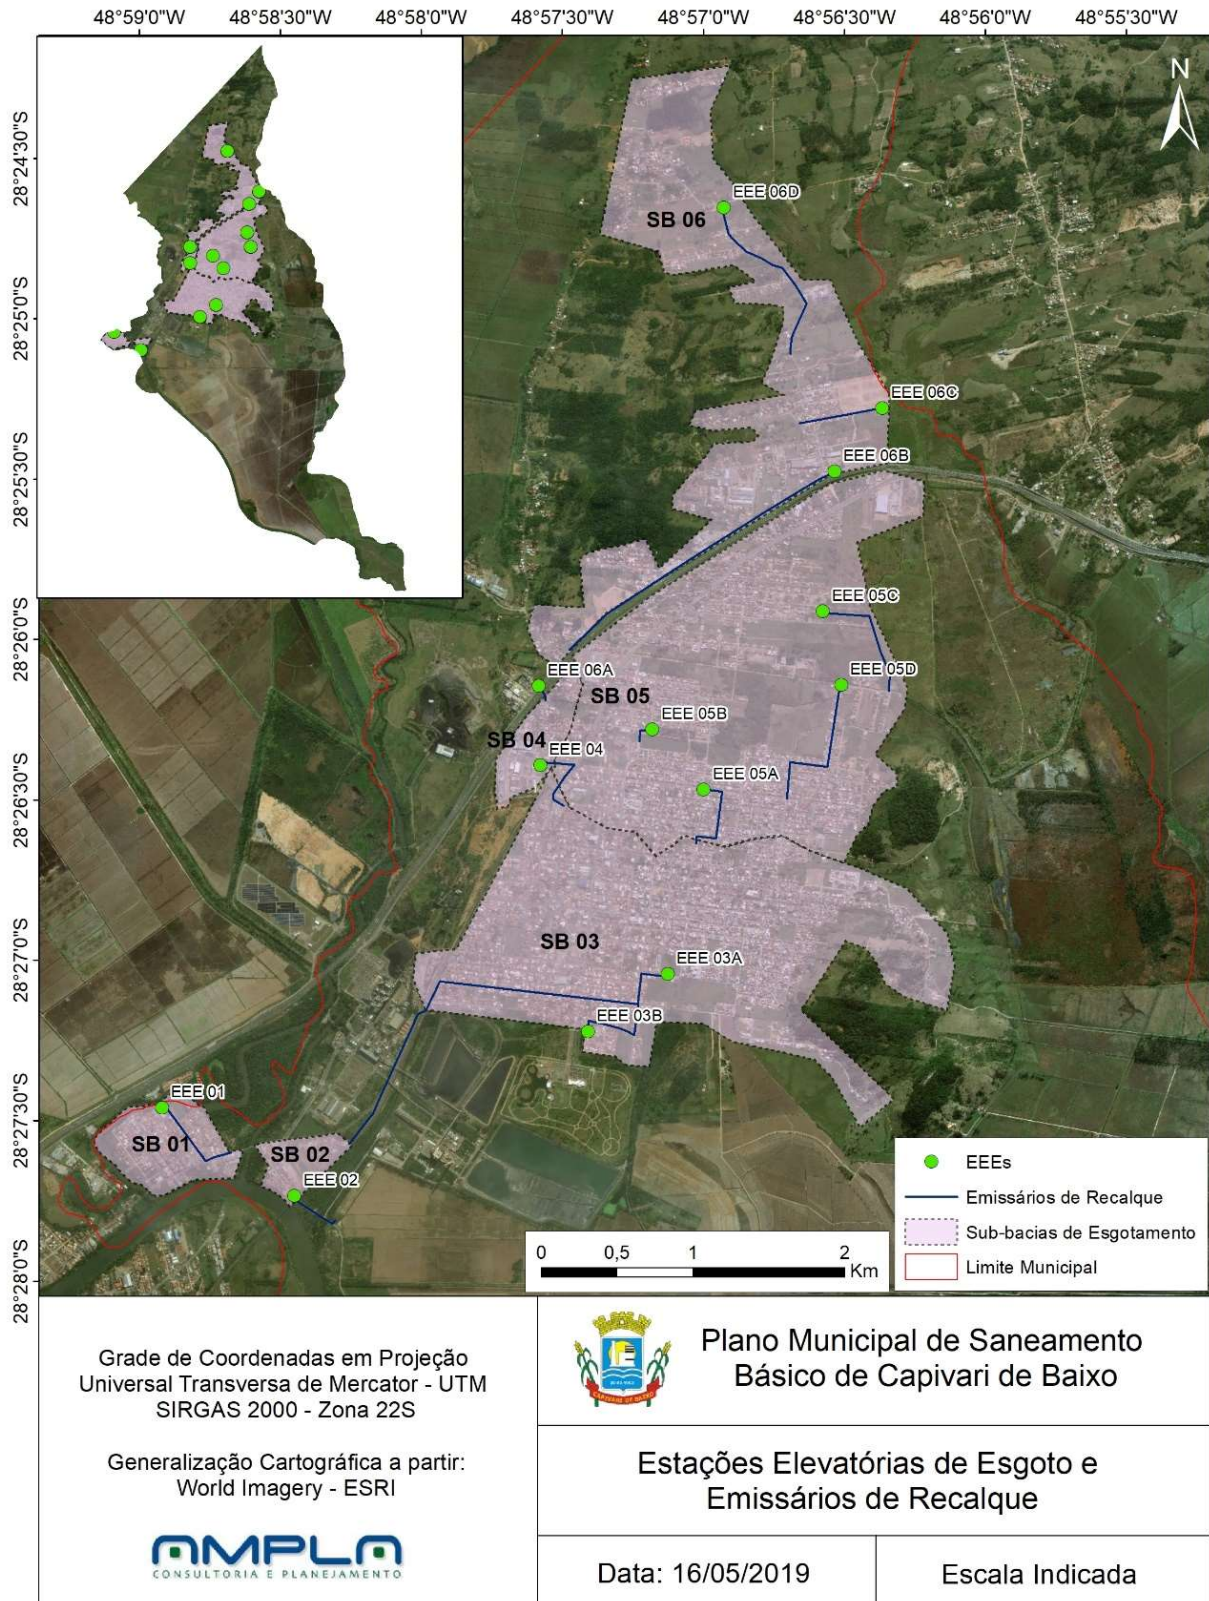 48°59'0"W
48°58'30"W
48°58'0"W
48°57'30"W
48°57'0"W
48°56'30"W
48°56'0"W
48°55'30"W
28°24'30"S
28°25'0"S
28°25'30"S
28°26'0"S
28°26'30"S
28°27'0"S
28°27'30"S
28°28'0"S
N
EEE 06D
SB 06
EEE 06C
EEE 06B
EEE 05C
EEE 06A
EEE 05D
SB 05
EEE 05B
SB 04
EEE 04
EEE 05A
SB 03
EEE 03A
EEE 03B
EEE 01
SB 01
SB 02
EEE 02
EEEs
Emissários de Recalque
Sub-bacias de Esgotamento
Limite Municipal
0 0,5 1 2
Km
Grade de Coordenadas em Projeção
Universal Transversa de Mercator - UTM
SIRGAS 2000 - Zona 22S
Generalização Cartográfica a partir:
World Imagery - ESRI
AMPLA
CONSULTORIA E PLANEJAMENTO
CAPIVARI DE BAIXO
Plano Municipal de Saneamento
Básico de Capivari de Baixo
Estações Elevatórias de Esgoto e
Emissários de Recalque
Data: 16/05/2019
Escala Indicada